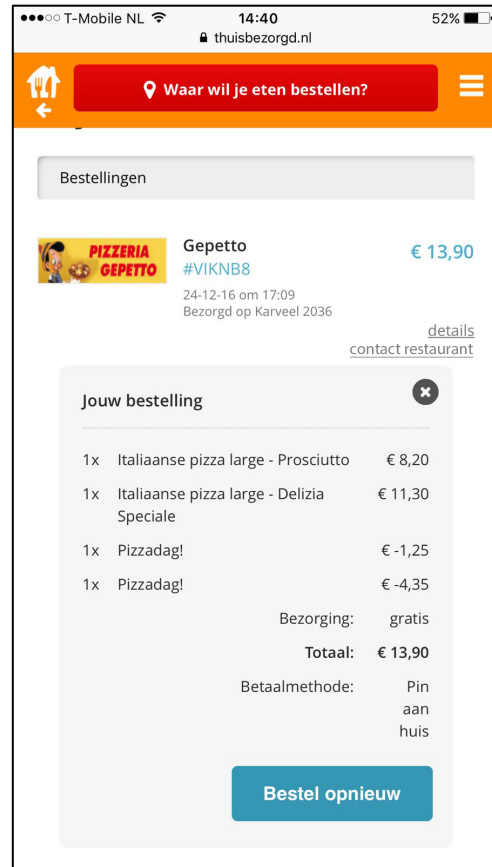 T-Mobile NL 14:40 52%
thuisbezorgd.nl
Waar wil je eten bestellen?
Bestellingen
PIZZERIA
GEPETTO
Gepetto € 13,90
#VIKNB8
24-12-16 om 17:09
Bezorgd op Karveel 2036
details
contact restaurant
Jouw bestelling
1x Italiaanse pizza large - Prosciutto € 8,20
1x Italiaanse pizza large - Delizia € 11,30
Speciale
1x Pizzadag! € -1,25
1x Pizzadag! € -4,35
Bezorging: gratis
Totaal: € 13,90
Betaalmethode: Pin
aan
huis
Bestel opnieuw